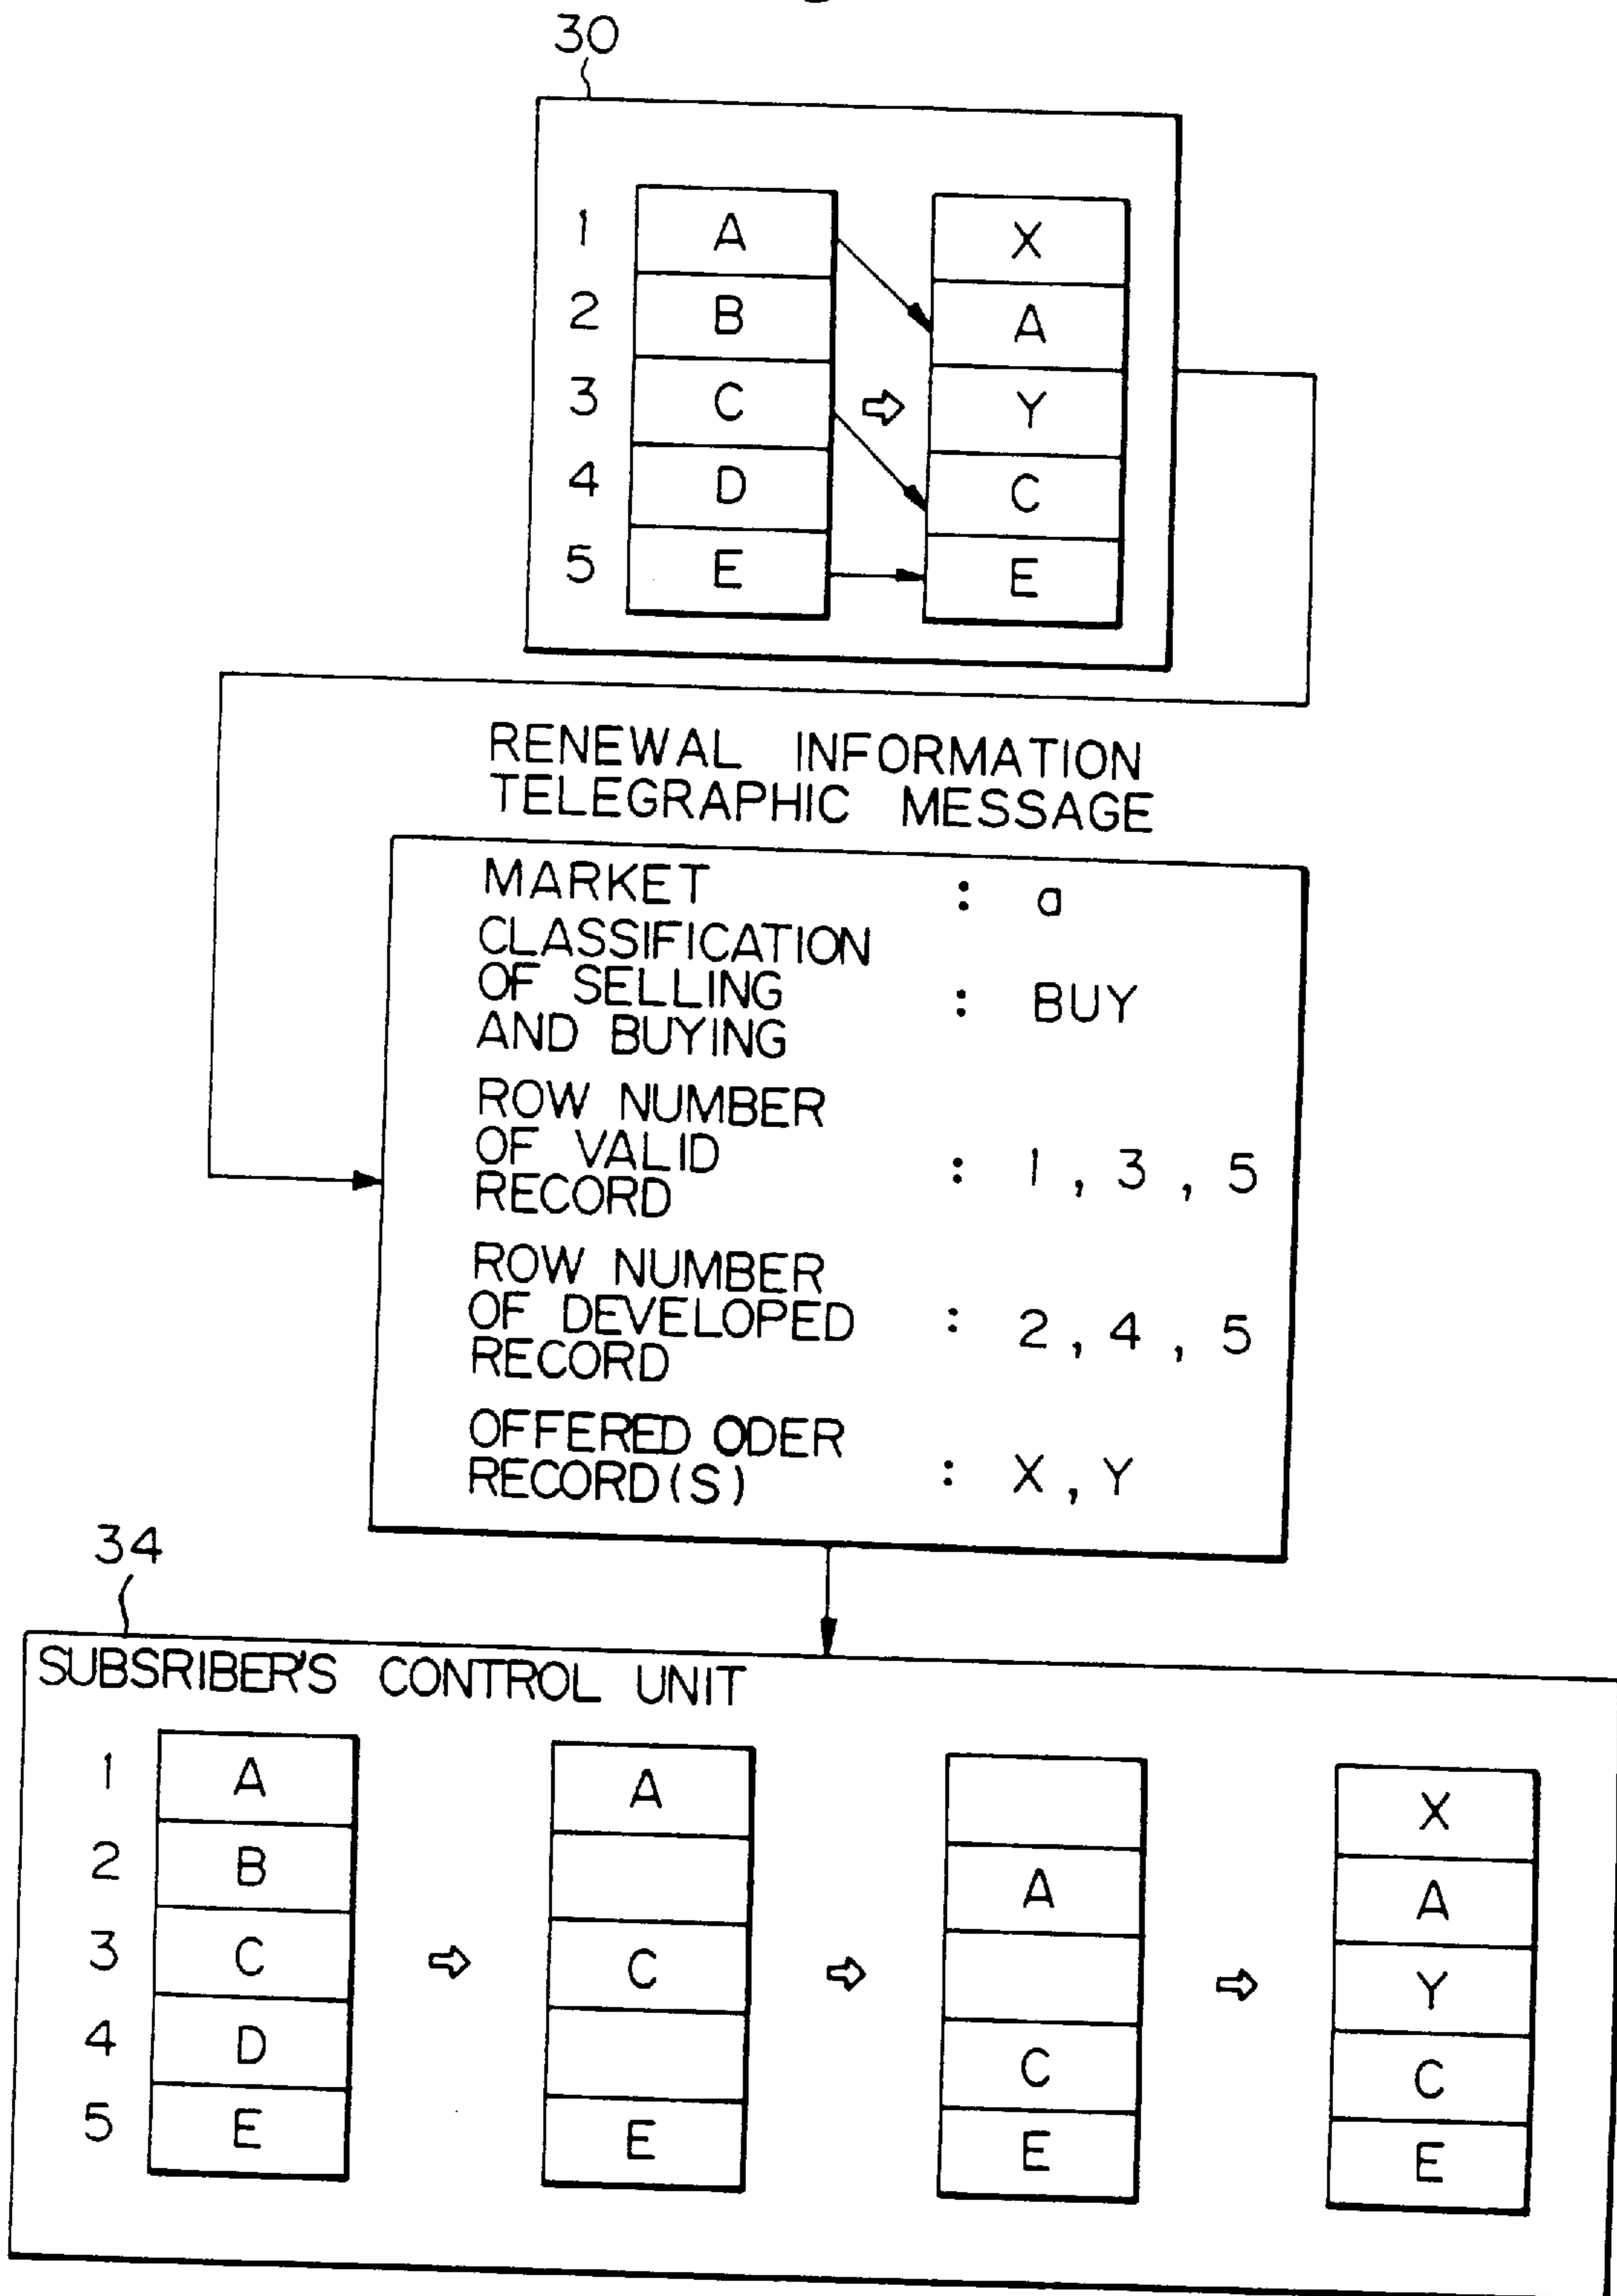 30
1 A X
2 B A
3 C Y
4 D C
5 E E
RENEWAL INFORMATION
TELEGRAPHIC MESSAGE
MARKET : a
CLASSIFICATION
OF SELLING : BUY
AND BUYING
ROW NUMBER
OF VALID
RECORD : 1, 3, 5
ROW NUMBER
OF DEVELOPED : 2, 4, 5
RECORD
OFFERED ODER
RECORD(S) : X, Y
34
SUBSRIBER'S CONTROL UNIT
1 A A X
2 B A A
3 C C Y
4 D C C
5 E E E E